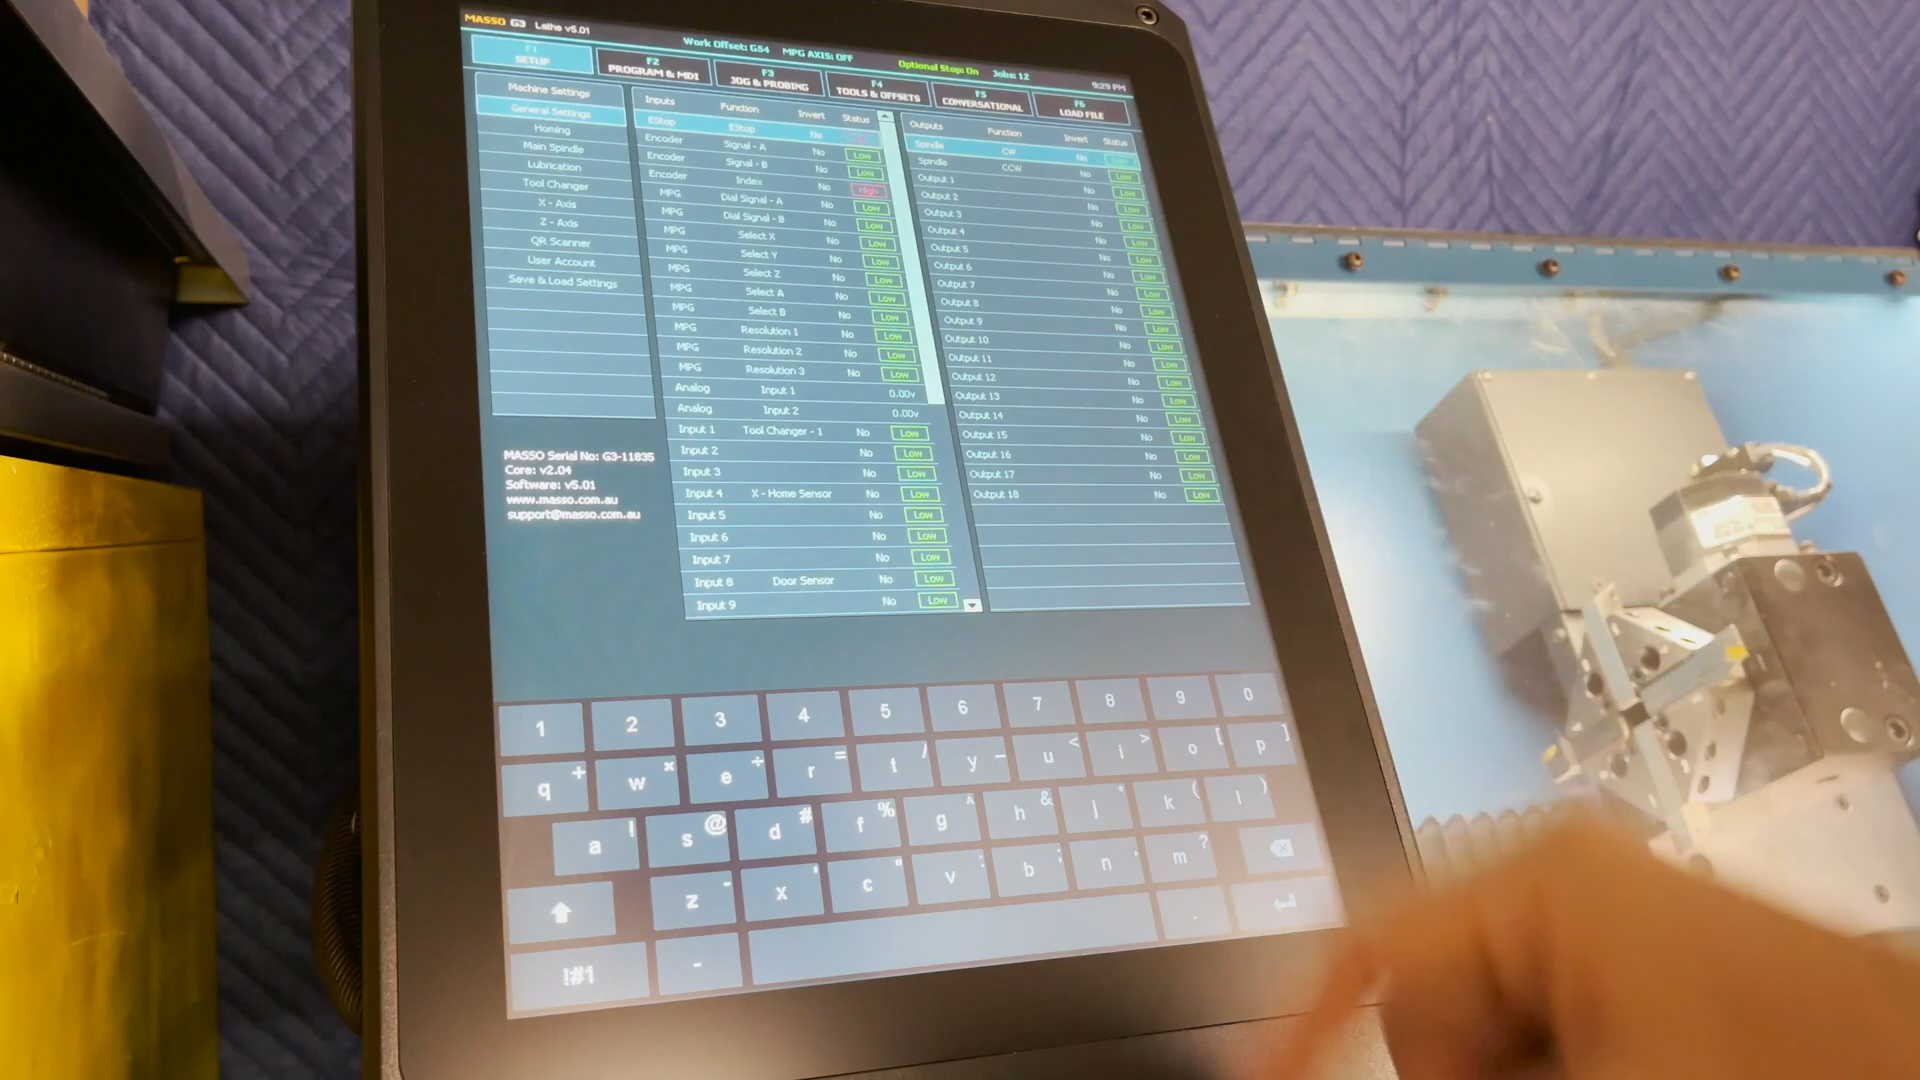 MASSO G3 Lathe v5.01
Work Offset: G54 MPG AXIS: OFF Optional Stop: On Jobs: 12 9:29 PM
F1 SETUP
F2 PROGRAM & MDI
F3 JOG & PROBING
F4 TOOLS & OFFSETS
F5 CONVERSATIONAL
F6 LOAD FILE
Machine Settings
General Settings
Homing
Main Spindle
Lubrication
Tool Changer
X - Axis
Z - Axis
QR Scanner
User Account
Save & Load Settings
MASSO Serial No: G3-11835
Core: v2.04
Software: v5.01
www.masso.com.au
support@masso.com.au
Inputs Function Invert Status
EStop EStop No
Encoder Signal - A No Low
Encoder Signal - B No Low
Encoder Index No High
MPG Dial Signal - A No Low
MPG Dial Signal - B No Low
MPG Select X No Low
MPG Select Y No Low
MPG Select Z No Low
MPG Select A No Low
MPG Select B No Low
MPG Resolution 1 No Low
MPG Resolution 2 No Low
MPG Resolution 3 No Low
Analog Input 1 0.00v
Analog Input 2 0.00v
Input 1 Tool Changer - 1 No Low
Input 2 No Low
Input 3 No Low
Input 4 X - Home Sensor No Low
Input 5 No Low
Input 6 No Low
Input 7 No Low
Input 8 Door Sensor No Low
Input 9 No Low
Outputs Function Invert Status
Spindle CW No Low
Spindle CCW No Low
Output 1 No Low
Output 2 No Low
Output 3 No Low
Output 4 No Low
Output 5 No Low
Output 6 No Low
Output 7 No Low
Output 8 No Low
Output 9 No Low
Output 10 No Low
Output 11 No Low
Output 12 No Low
Output 13 No Low
Output 14 No Low
Output 15 No Low
Output 16 No Low
Output 17 No Low
Output 18 No Low
1 2 3 4 5 6 7 8 9 0
q + w × e ÷ r = t / y _ u < i > o [ p ]
a ! s @ d # f % g ^ h & j * k ( l )
z - x ' c " v : b ; n , m ?
!#1 - .